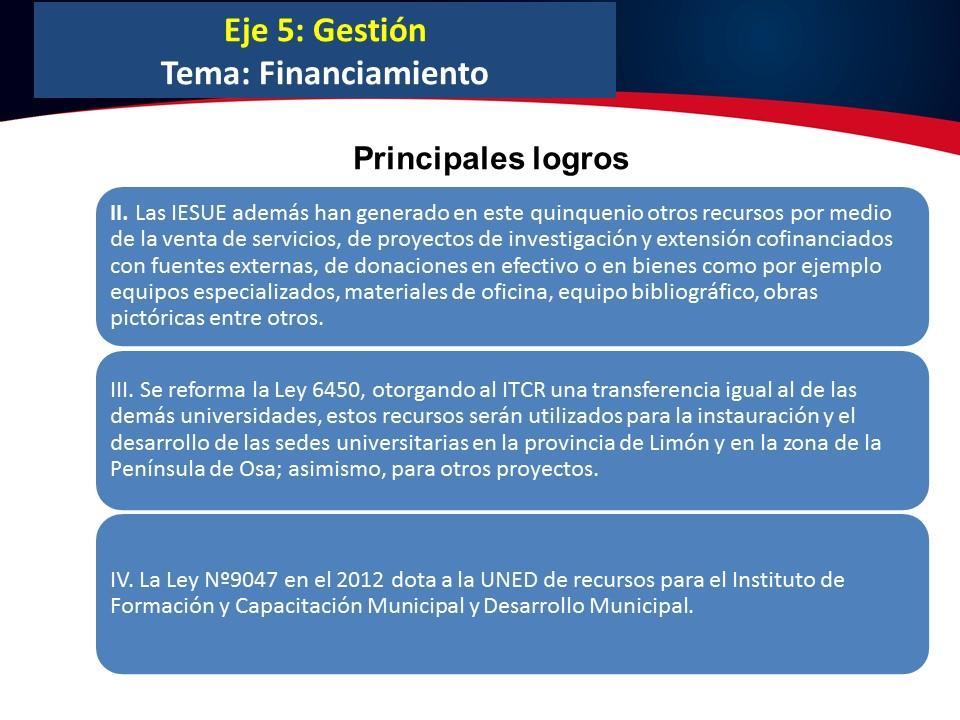 Eje 5: Gestión
Tema: Financiamiento
Principales logros
II. Las IESUE además han generado en este quinquenio otros recursos por medio
de la venta de servicios, de proyectos de investigación y extensión cofinanciados
con fuentes externas, de donaciones en efectivo o en bienes como por ejemplo
equipos especializados, materiales de oficina, equipo bibliográfico, obras
pictóricas entre otros.
III. Se reforma la Ley 6450, otorgando al ITCR una transferencia igual al de las
demás universidades, estos recursos serán utilizados para la instauración y el
desarrollo de las sedes universitarias en la provincia de Limón y en la zona de la
Península de Osa; asimismo, para otros proyectos.
IV. La Ley Nº9047 en el 2012 dota a la UNED de recursos para el Instituto de
Formación y Capacitación Municipal y Desarrollo Municipal.